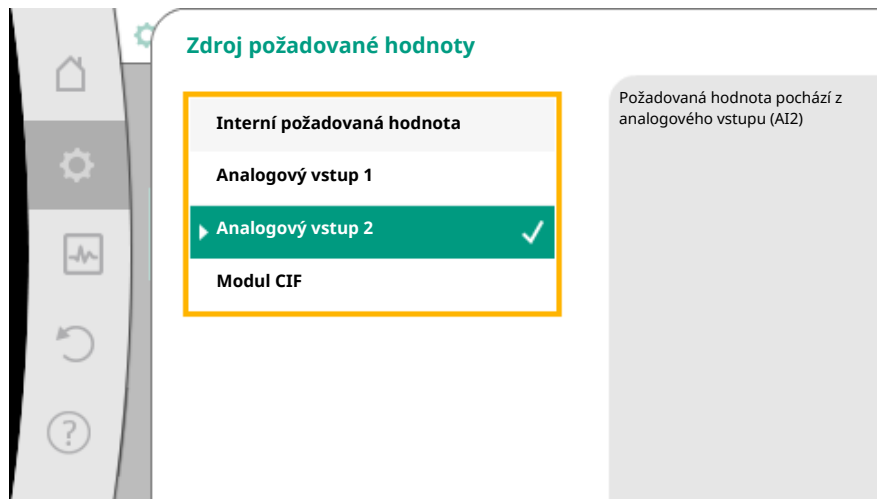 Zdroj požadované hodnoty
Interní požadovaná hodnota
Analogový vstup 1
Analogový vstup 2
Modul CIF
Požadovaná hodnota pochází z
analogového vstupu (AI2)